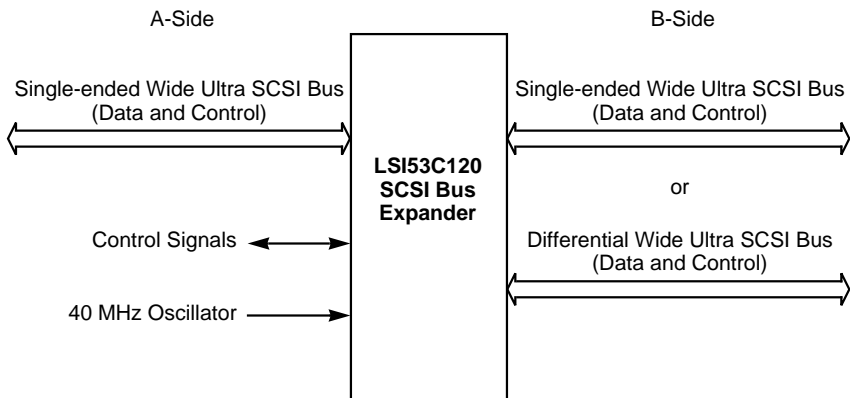 A-Side
B-Side
Single-ended Wide Ultra SCSI Bus
(Data and Control)
Single-ended Wide Ultra SCSI Bus
(Data and Control)
LSI53C120
SCSI Bus
Expander
or
Control Signals
Differential Wide Ultra SCSI Bus
(Data and Control)
40 MHz Oscillator